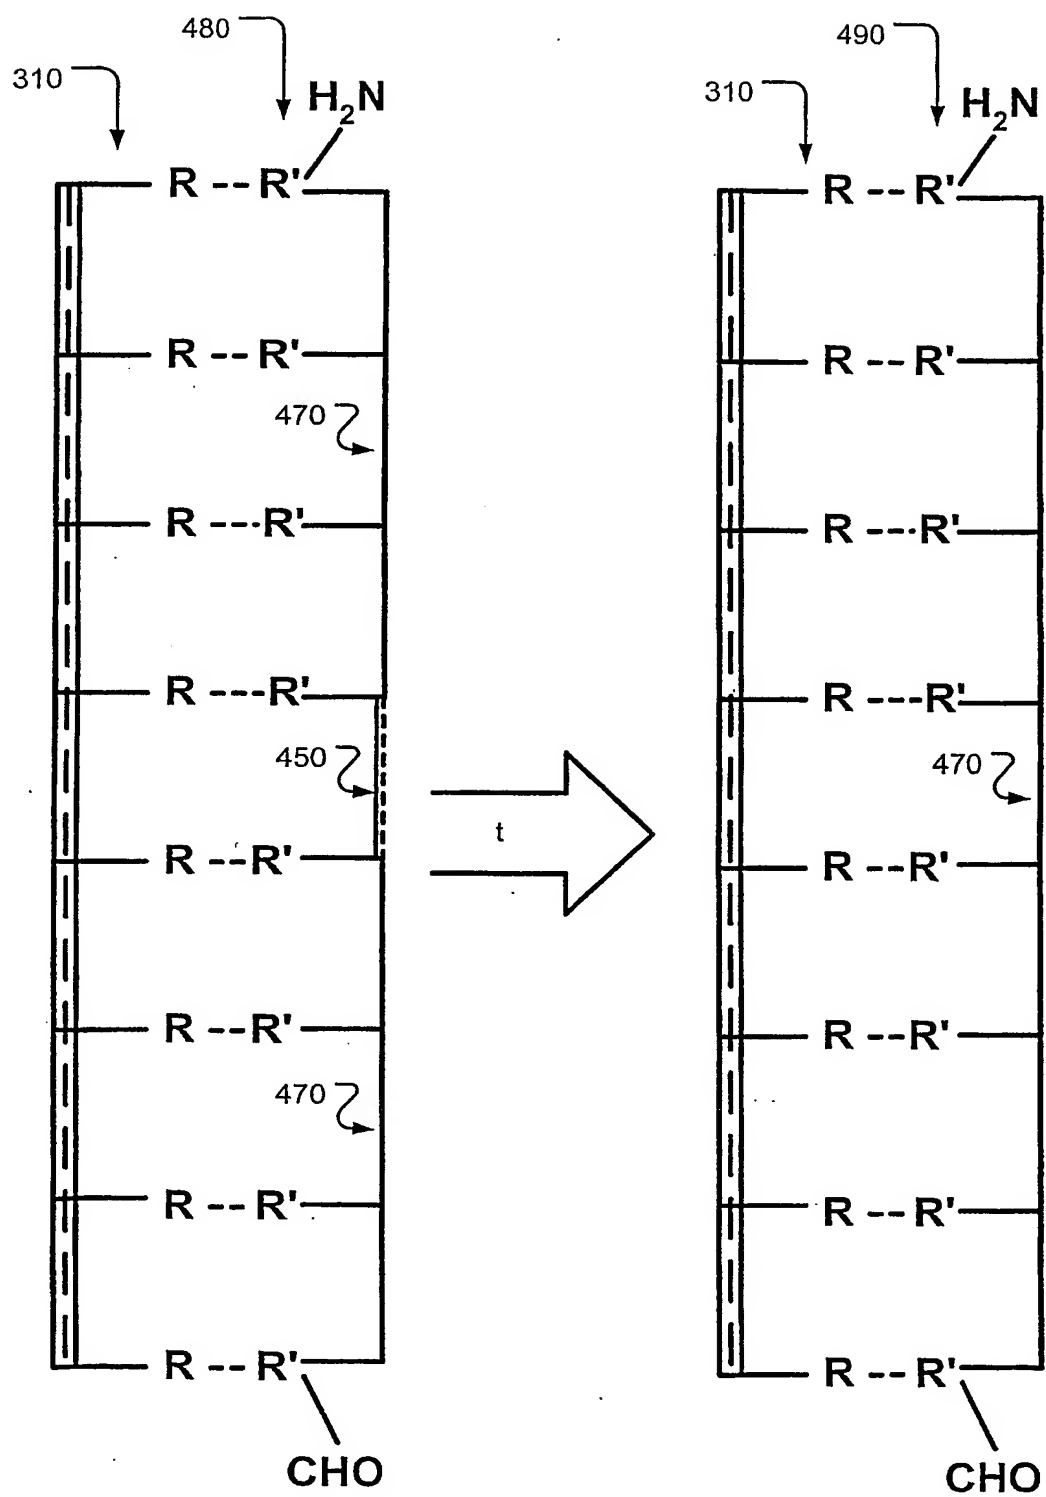 480
490
310
310
H₂N
H₂N
R -- R'
R -- R'
R -- R'
R -- R'
470
R --- R'
R --- R'
R --- R'
R --- R'
450
470
t
R -- R'
R -- R'
R -- R'
R -- R'
470
R -- R'
R -- R'
R -- R'
R -- R'
CHO
CHO